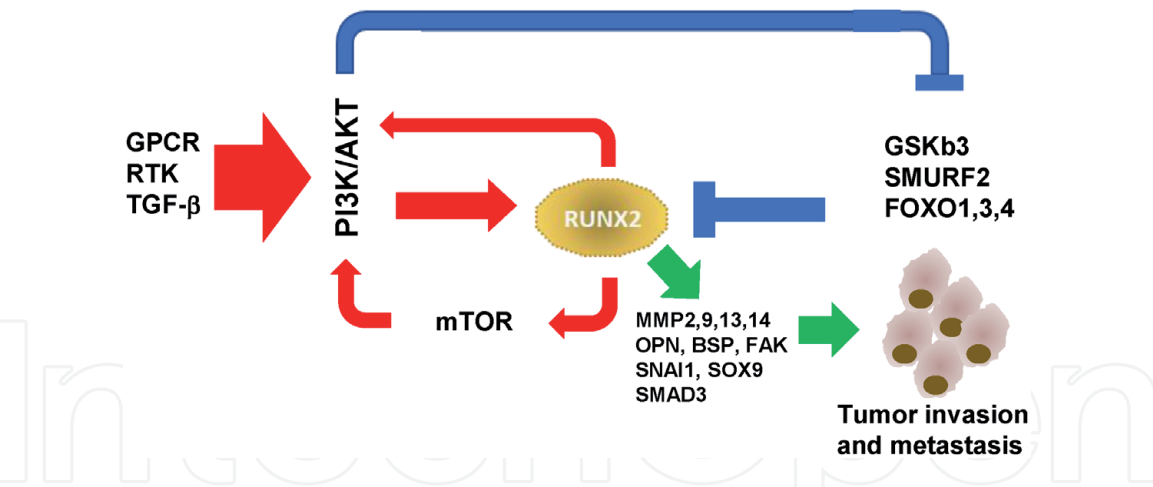 GPCR
RTK
TGF-β
PI3K/AKT
RUNX2
mTOR
GSKb3
SMURF2
FOXO1,3,4
MMP2,9,13,14
OPN, BSP, FAK
SNAI1, SOX9
SMAD3
Tumor invasion
and metastasis